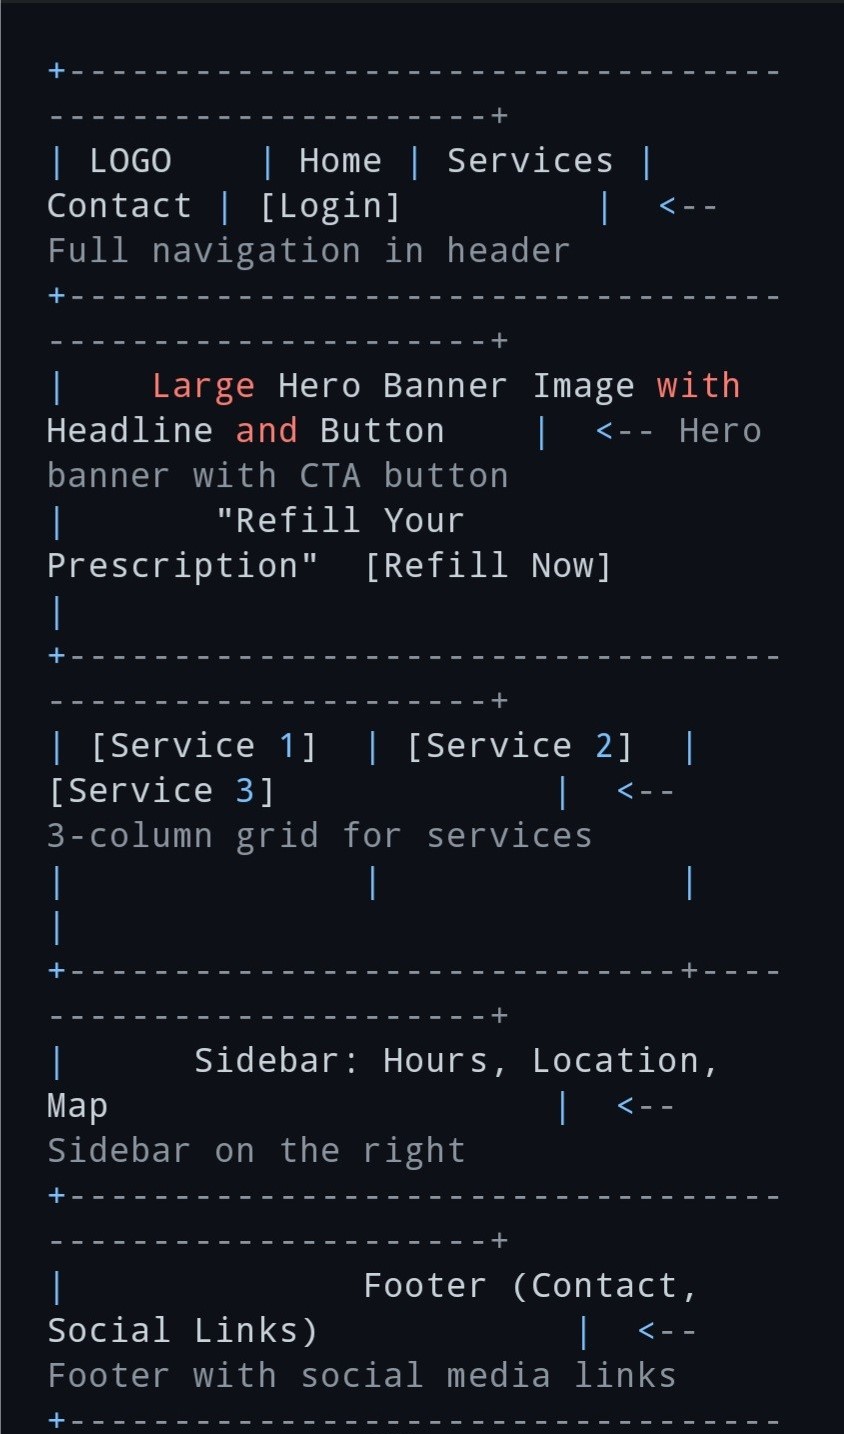 +----------------------------------
---------------------+
| LOGO    | Home | Services |
Contact | [Login]         |  <--
Full navigation in header
+----------------------------------
---------------------+
|    Large Hero Banner Image with
Headline and Button    |  <-- Hero
banner with CTA button
|       "Refill Your
Prescription"  [Refill Now]
|
+----------------------------------
---------------------+
| [Service 1]  | [Service 2]  |
[Service 3]             |  <--
3-column grid for services
|              |              |
|
+-----------------------------+----
---------------------+
|      Sidebar: Hours, Location,
Map                     |  <--
Sidebar on the right
+----------------------------------
---------------------+
|              Footer (Contact,
Social Links)            |  <--
Footer with social media links
+----------------------------------